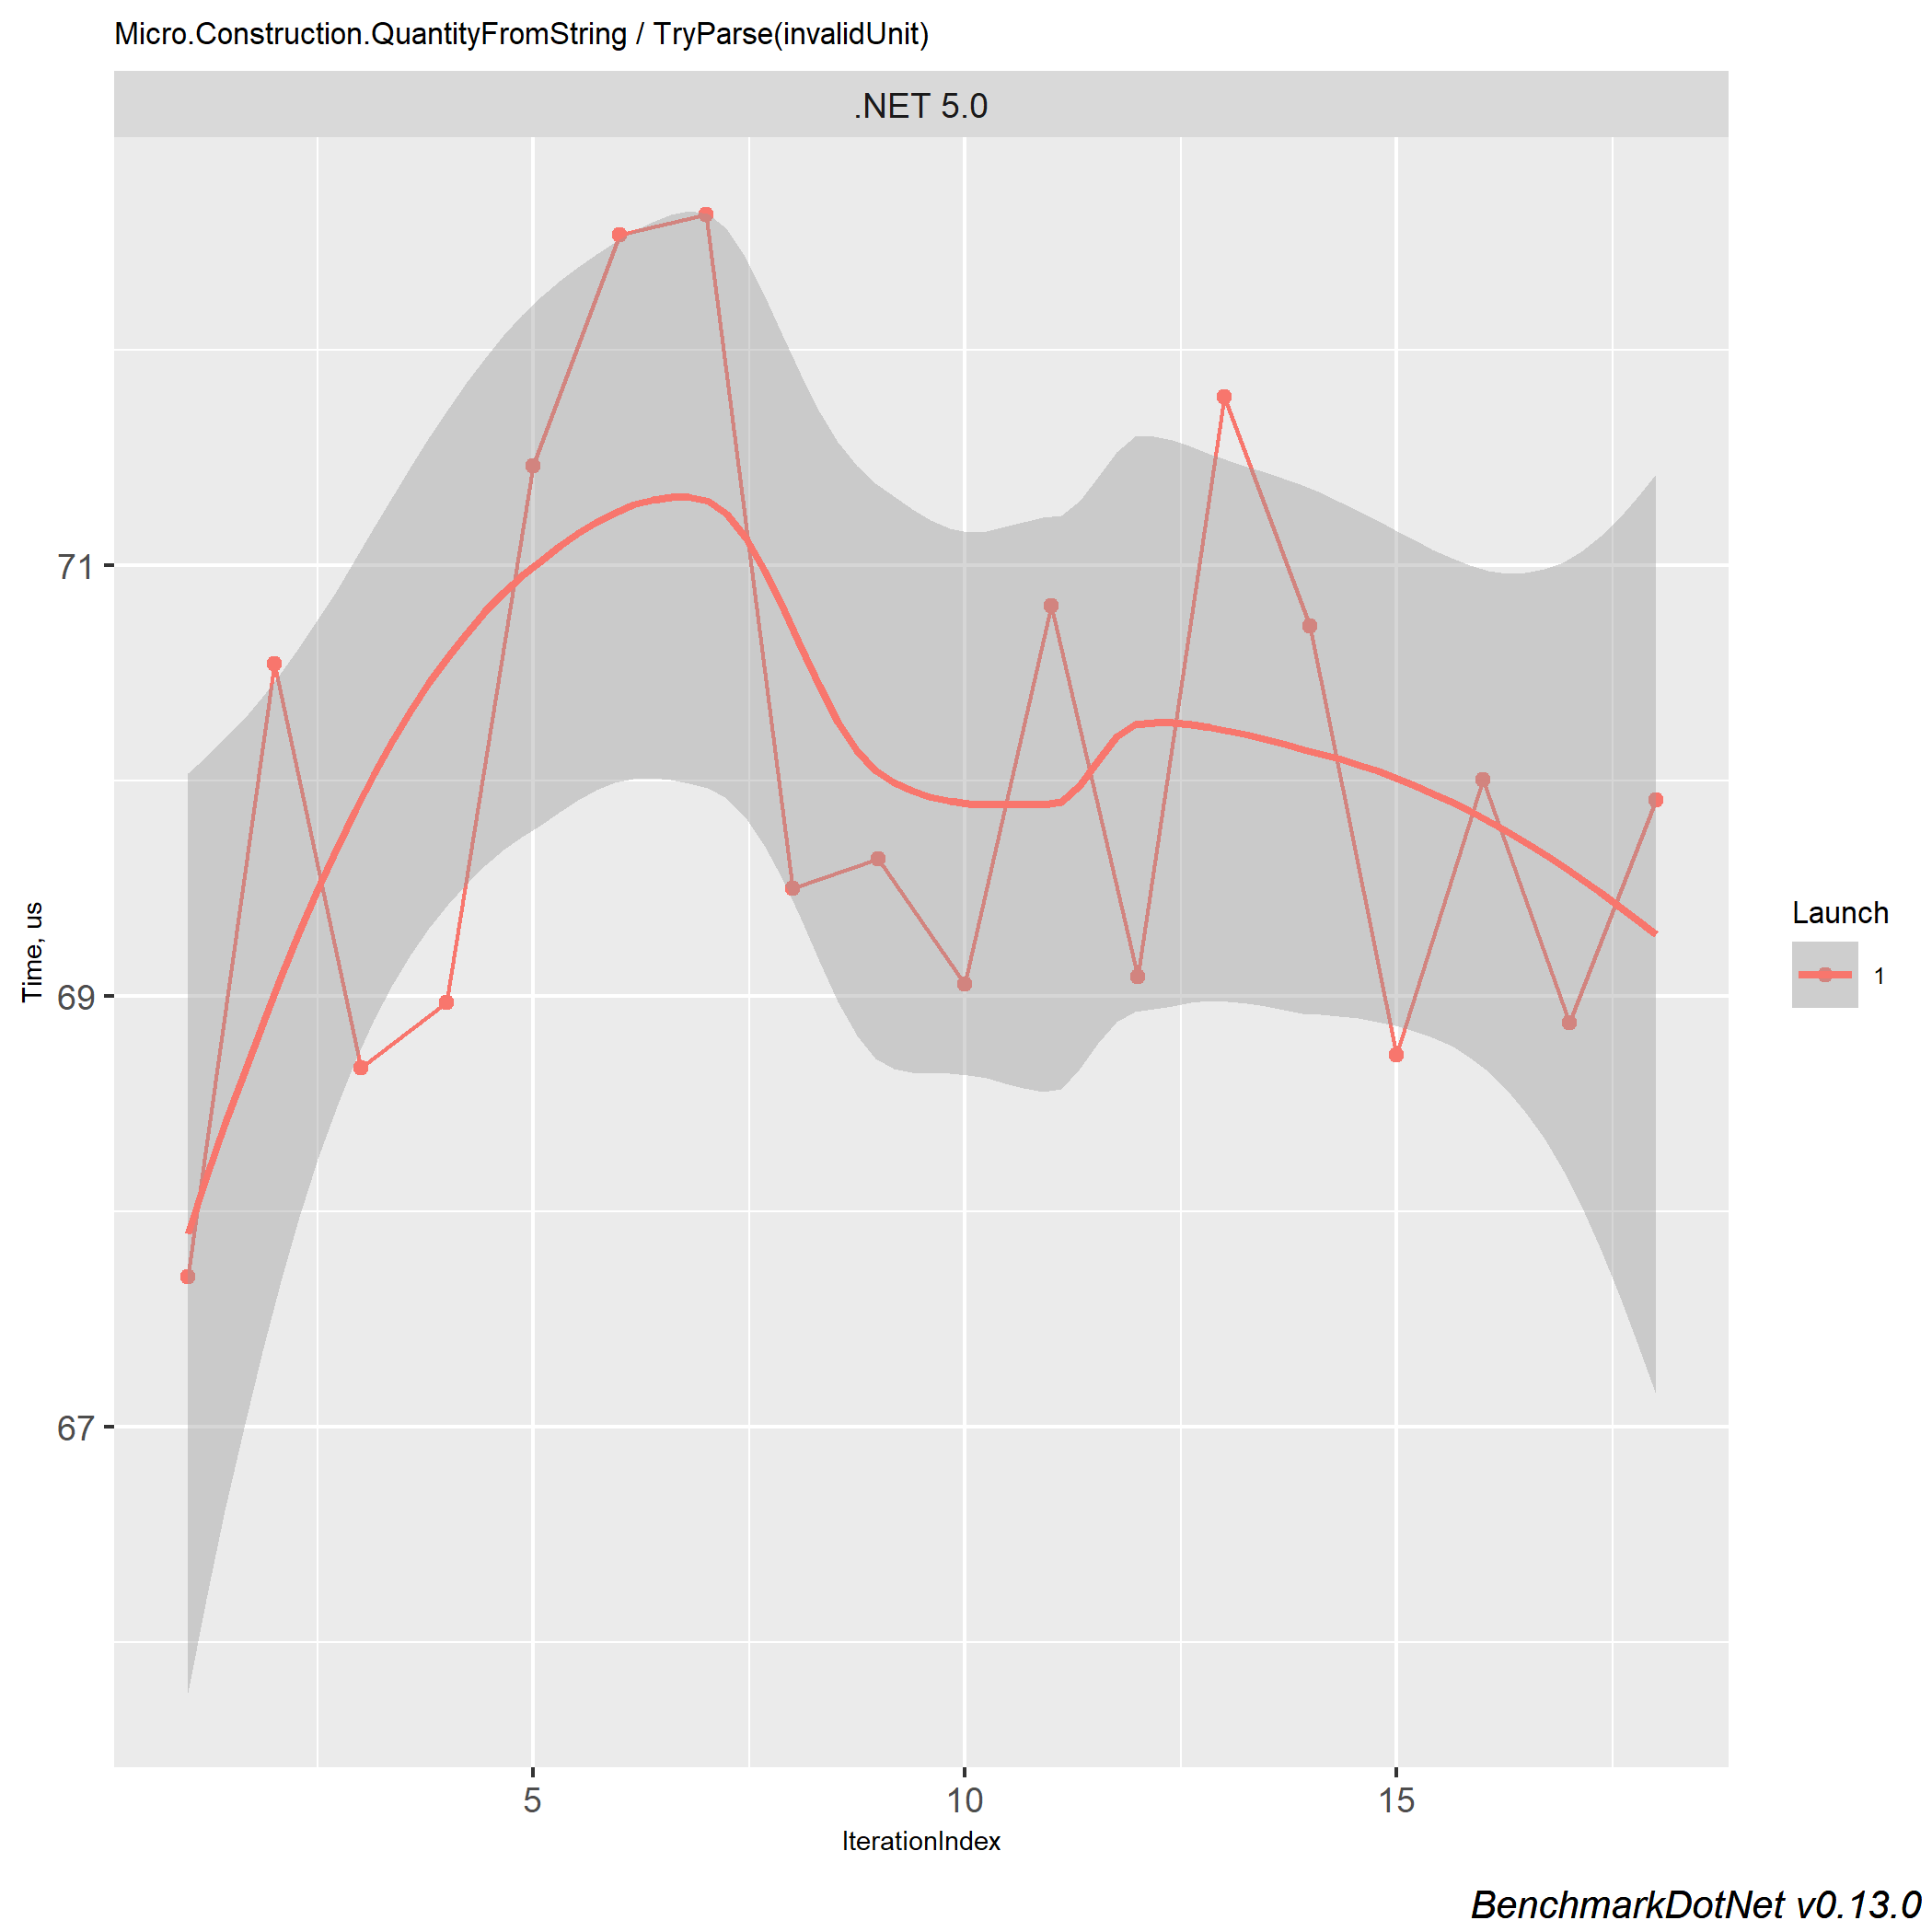 Micro.Construction.QuantityFromString / TryParse(invalidUnit)
.NET 5.0
71
69
67
Time, us
5 10 15
IterationIndex
Launch
1
BenchmarkDotNet v0.13.0